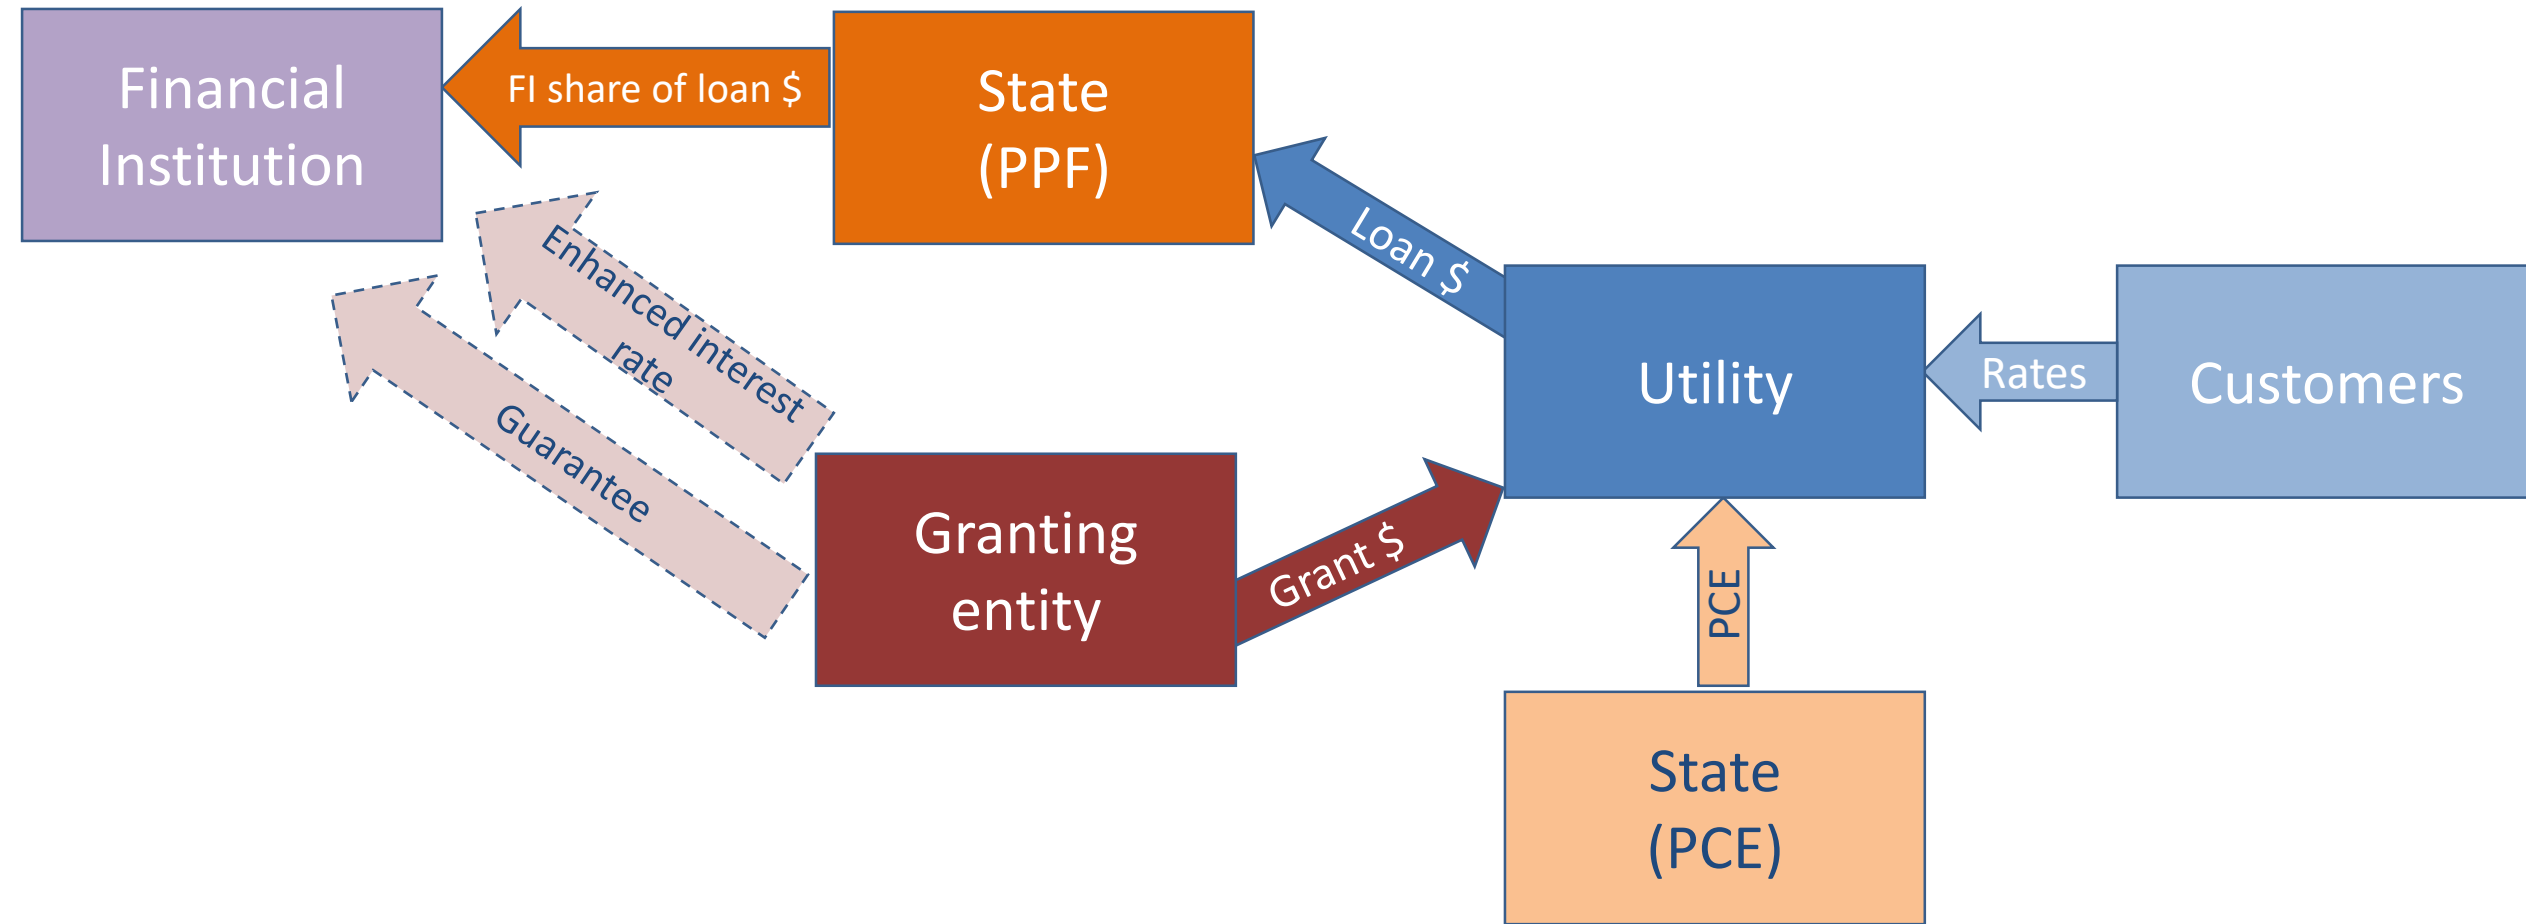 Financial
Institution
FI share of loan $
State
(PPF)
Enhanced interest
rate
Guarantee
Loan $
Utility
Rates
Customers
Granting
entity
Grant $
PCE
State
(PCE)